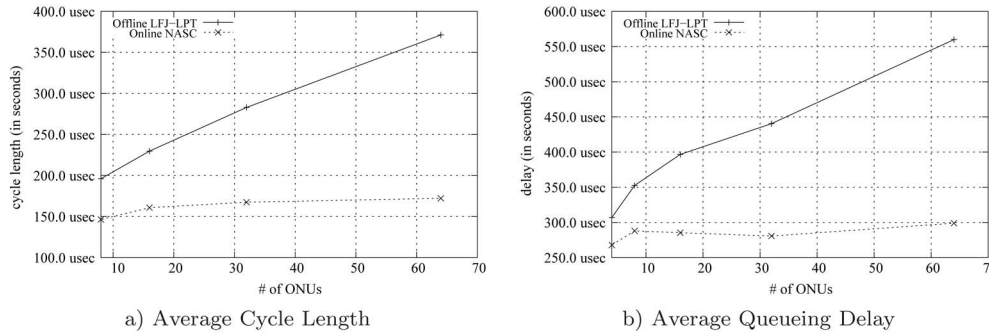 400.0 usec
350.0 usec
300.0 usec
250.0 usec
200.0 usec
150.0 usec
100.0 usec
cycle length (in seconds)
Offline LFJ-LPT
Online NASC
10 20 30 40 50 60 70
# of ONUs
a) Average Cycle Length
600.0 usec
550.0 usec
500.0 usec
450.0 usec
400.0 usec
350.0 usec
300.0 usec
250.0 usec
delay (in seconds)
Offline LFJ-LPT
Online NASC
10 20 30 40 50 60 70
# of ONUs
b) Average Queueing Delay